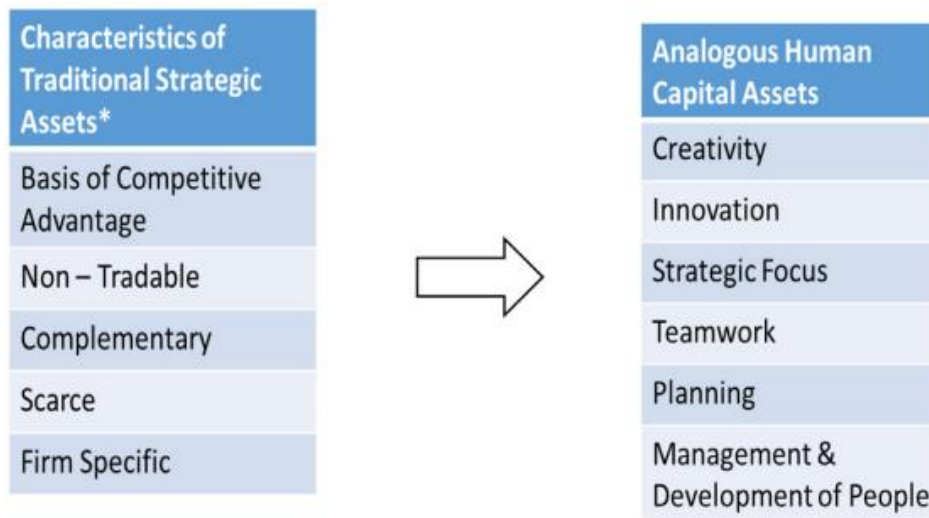 Characteristics of
Traditional Strategic
Assets*
Basis of Competitive
Advantage
Non – Tradable
Complementary
Scarce
Firm Specific
Analogous Human
Capital Assets
Creativity
Innovation
Strategic Focus
Teamwork
Planning
Management &
Development of People